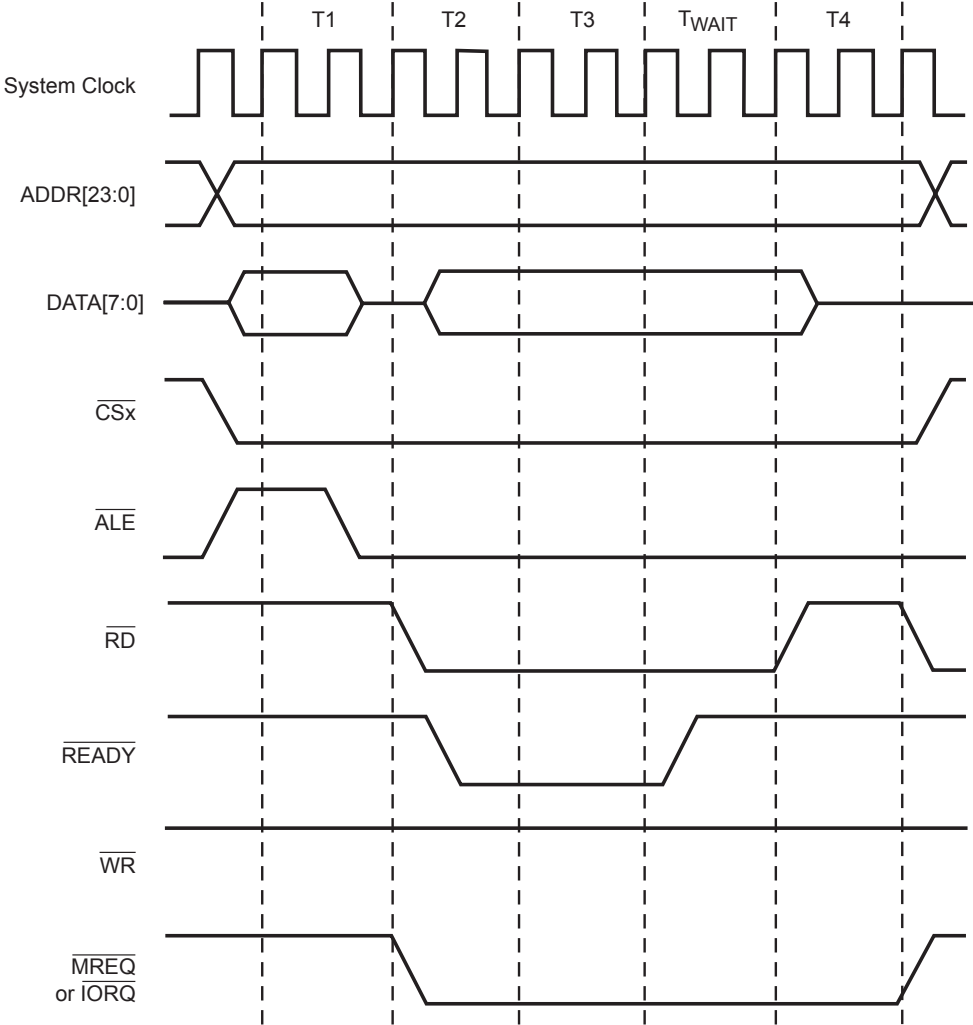 T1 T2 T3 TWAIT T4
System Clock
ADDR[23:0]
DATA[7:0]
CSx
ALE
RD
READY
WR
MREQ
or IORQ